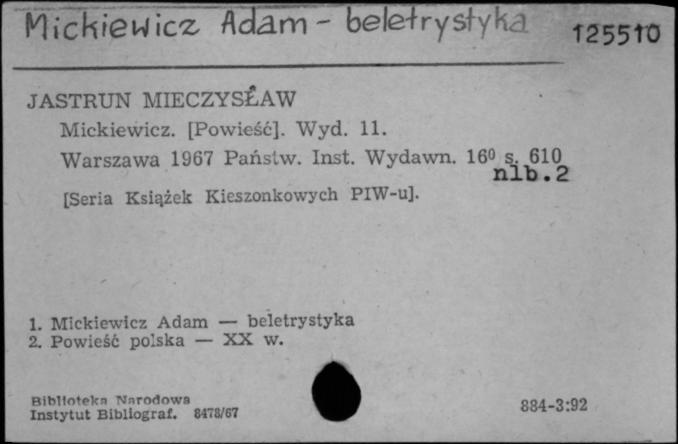 Mickiewicz Adam - beletrystyka 125510
JASTRUN MIECZYSŁAW
Mickiewicz. [Powieść]. Wyd. 11.
Warszawa 1967 Państw. Inst. Wydawn. 16⁰ s. 610
nlb.2
[Seria Książek Kieszonkowych PIW-u].
1. Mickiewicz Adam — beletrystyka
2. Powieść polska — XX w.
Biblioteka Narodowa
Instytut Bibliograf. 8478/67 884-3:92